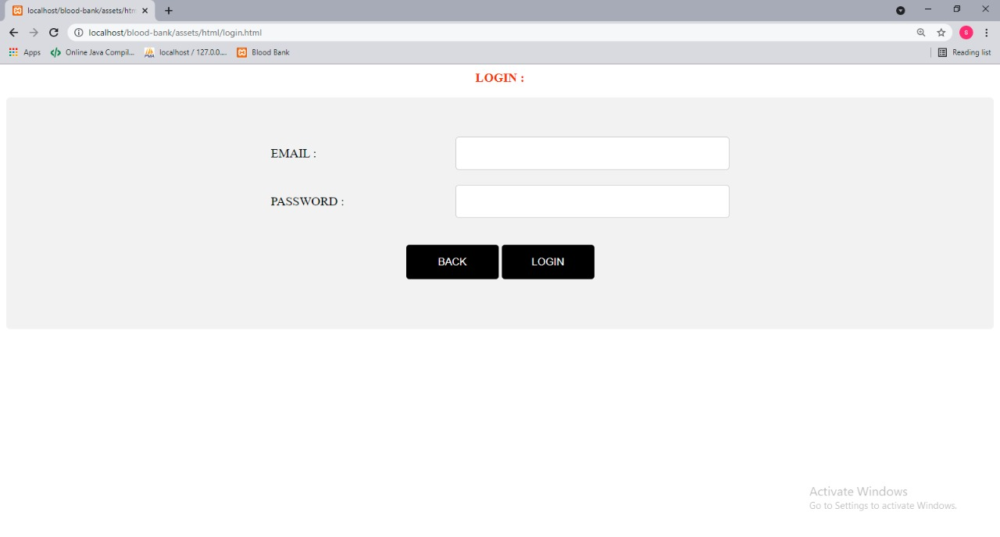 localhost/blood-bank/assets/htm
localhost/blood-bank/assets/html/login.html
S
Apps
Online Java Compil...
PMA
localhost / 127.0.0....
Blood Bank
Reading list
LOGIN :
EMAIL :
PASSWORD :
BACK
LOGIN
Activate Windows
Go to Settings to activate Windows.